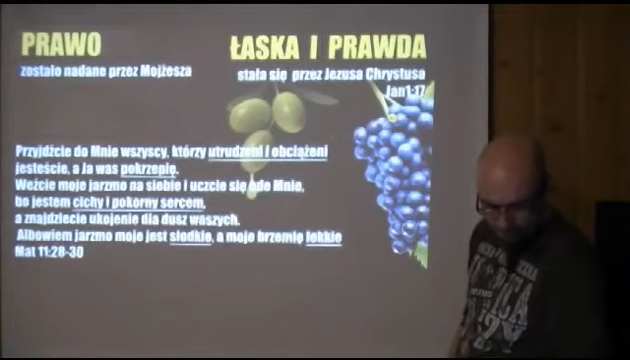 PRAWO
zostało nadane przez Mojżesza
ŁASKA I PRAWDA
stała się przez Jezusa Chrystusa
Jan1:17
Przyjdźcie do Mnie wszyscy, którzy utrudzeni i obciążeni
jesteście, a Ja was pokrzepię.
Weźcie moje jarzmo na siebie i uczcie się ode Mnie,
bo jestem cichy i pokorny sercem,
a znajdziecie ukojenie dla dusz waszych.
Albowiem jarzmo moje jest słodkie, a moje brzemię lekkie
Mat 11:28-30